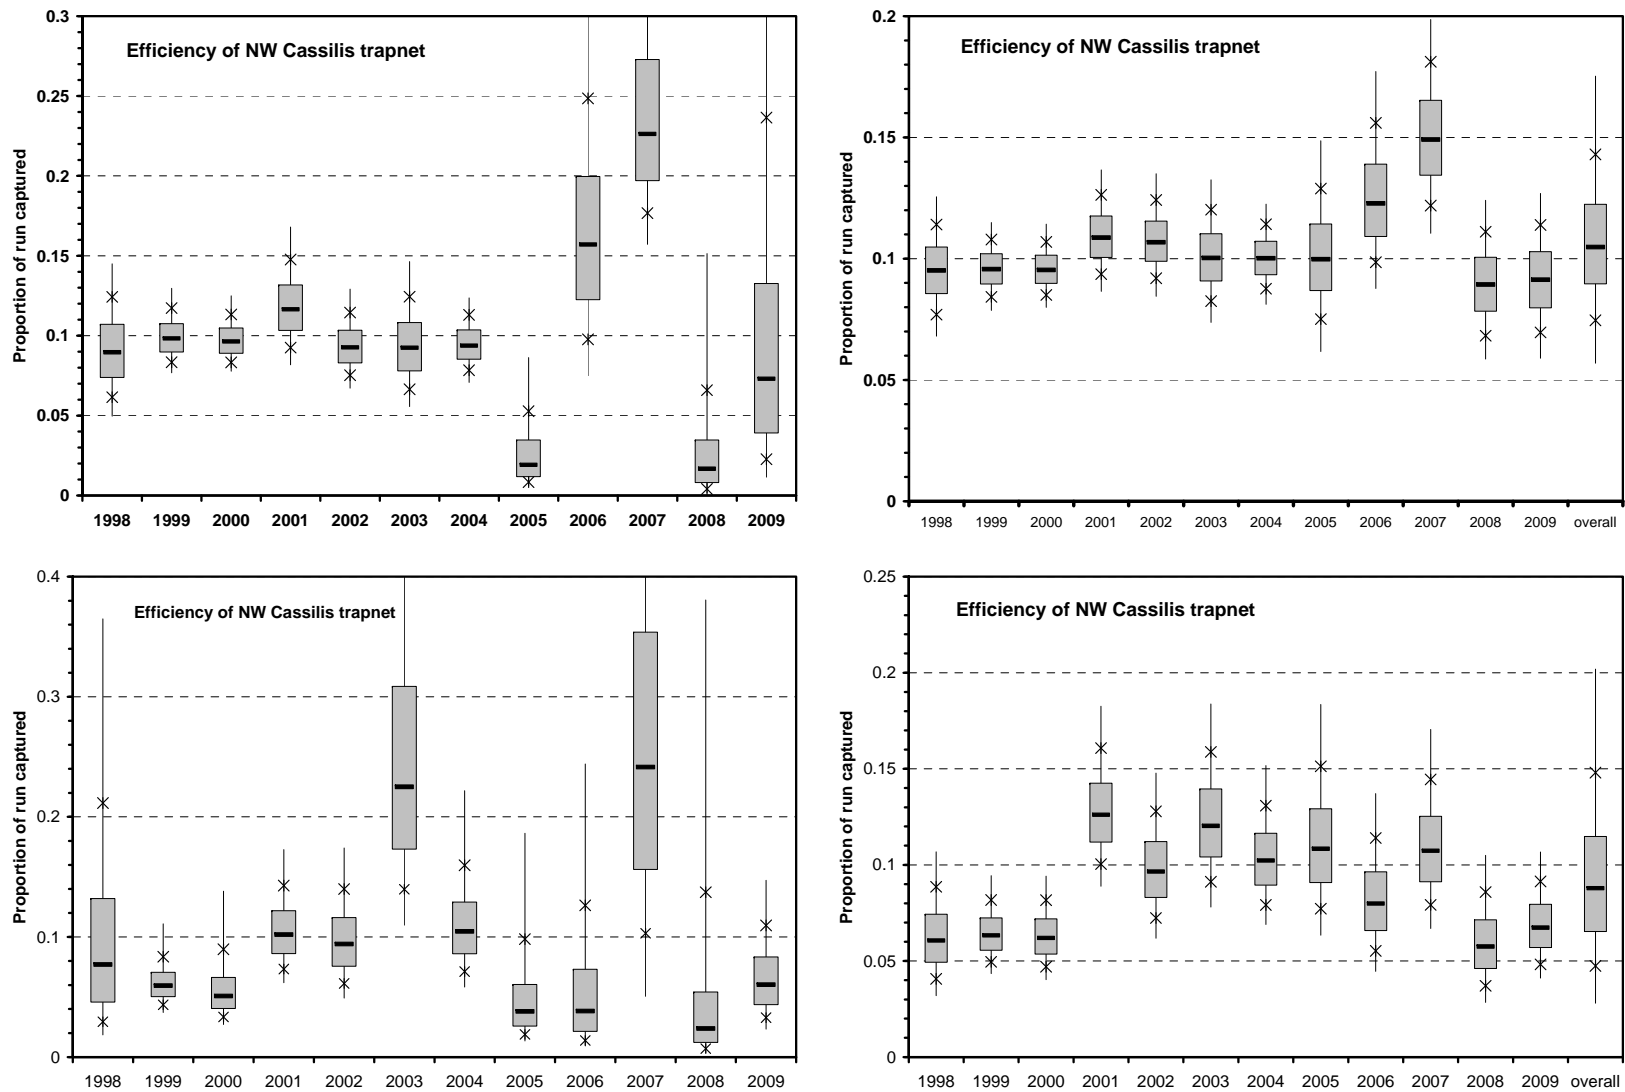 Efficiency of NW Cassilis trapnet
Proportion of run captured
0.3
0.25
0.2
0.15
0.1
0.05
0
1998 1999 2000 2001 2002 2003 2004 2005 2006 2007 2008 2009
Efficiency of NW Cassilis trapnet
Proportion of run captured
0.2
0.15
0.1
0.05
0
1998 1999 2000 2001 2002 2003 2004 2005 2006 2007 2008 2009 overall
Efficiency of NW Cassilis trapnet
Proportion of run captured
0.4
0.3
0.2
0.1
0
1998 1999 2000 2001 2002 2003 2004 2005 2006 2007 2008 2009
Efficiency of NW Cassilis trapnet
Proportion of run captured
0.25
0.2
0.15
0.1
0.05
0
1998 1999 2000 2001 2002 2003 2004 2005 2006 2007 2008 2009 overall